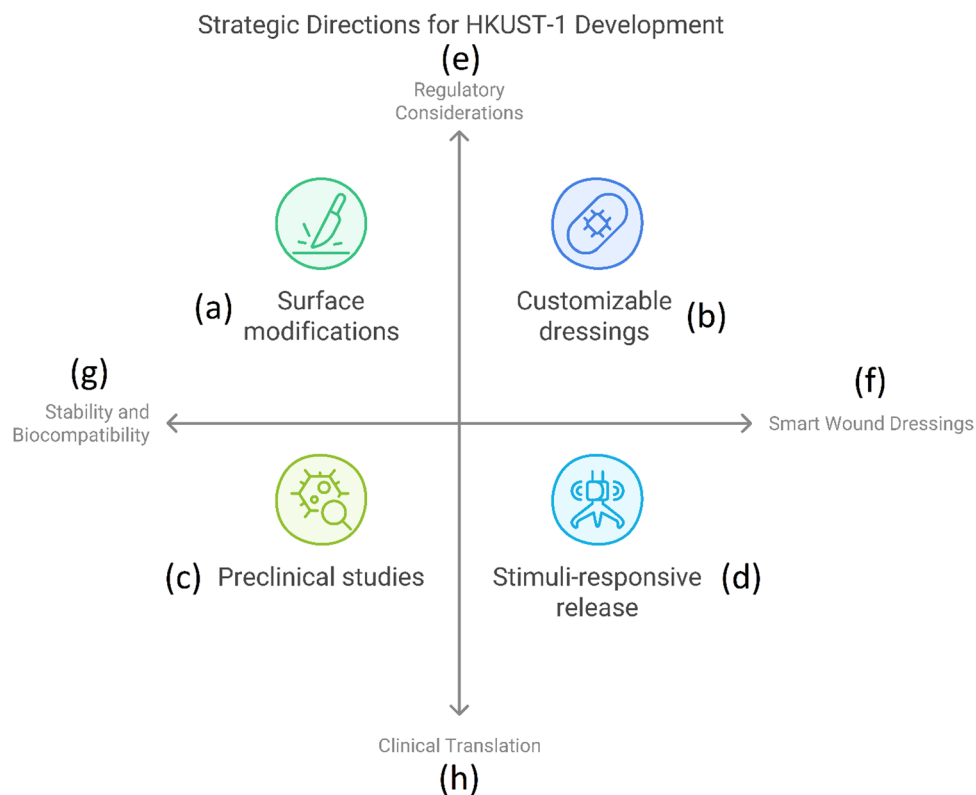 Strategic Directions for HKUST-1 Development
(e)
Regulatory
Considerations
(a)
Surface
modifications
Customizable
dressings
(b)
(g)
Stability and
Biocompatibility
(f)
Smart Wound Dressings
(c)
Preclinical studies
Stimuli-responsive
release
(d)
Clinical Translation
(h)